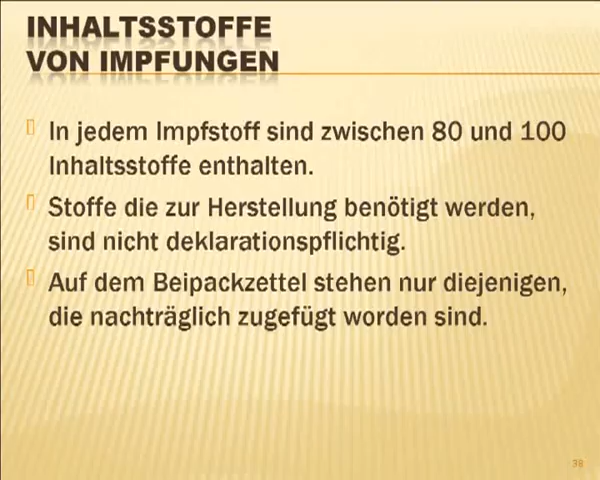 INHALTSSTOFFE
VON IMPFUNGEN
In jedem Impfstoff sind zwischen 80 und 100
Inhaltsstoffe enthalten.
Stoffe die zur Herstellung benötigt werden,
sind nicht deklarationspflichtig.
Auf dem Beipackzettel stehen nur diejenigen,
die nachträglich zugefügt worden sind.
38